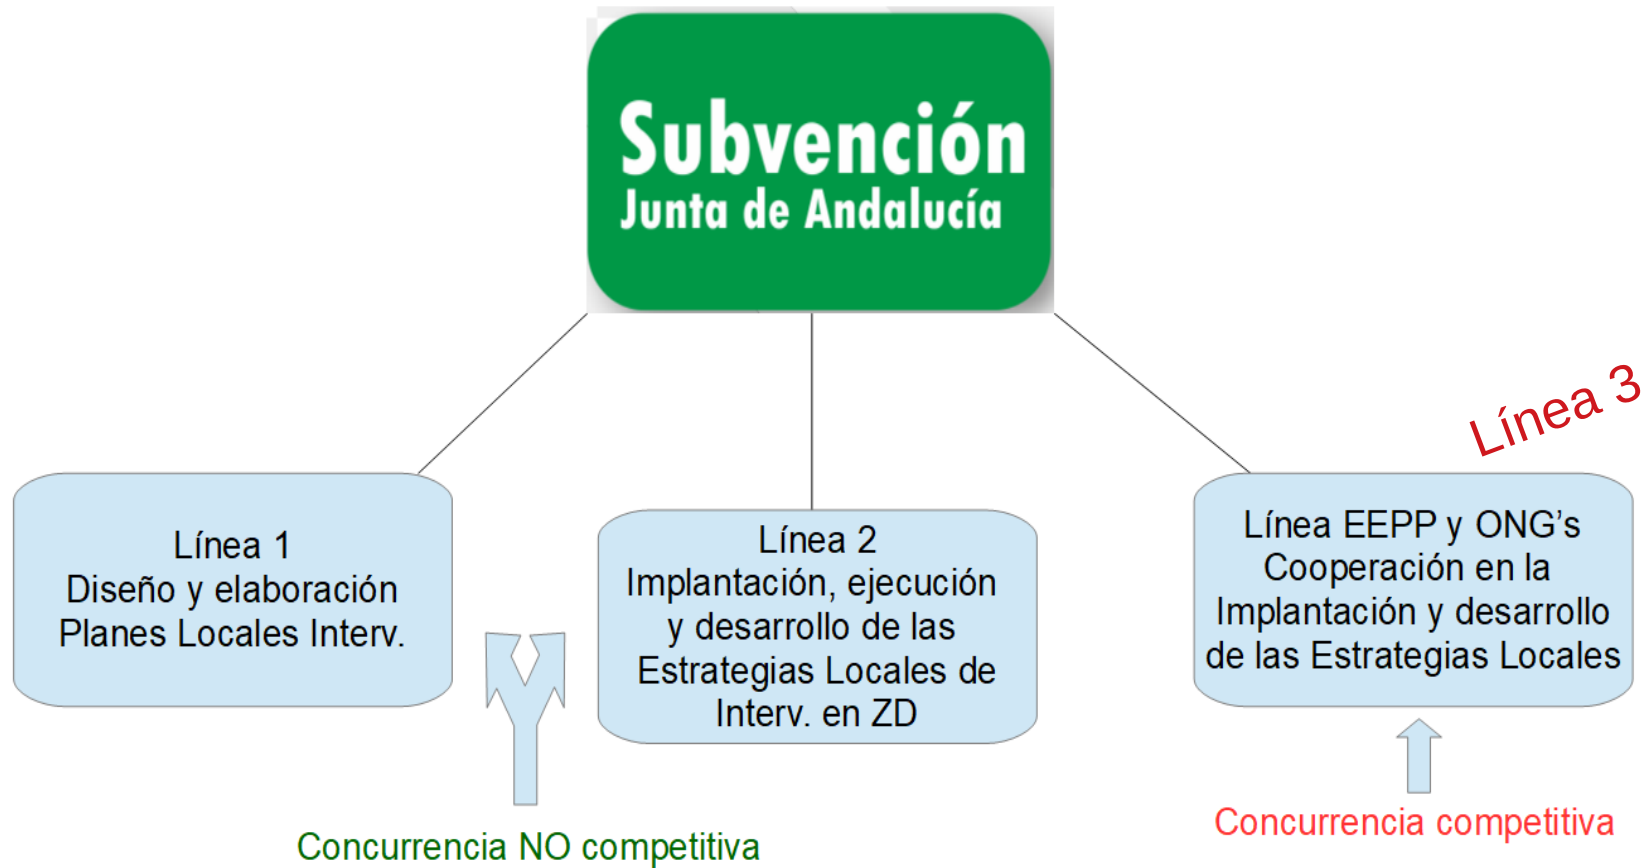 Subvención
Junta de Andalucía
Línea 1
Diseño y elaboración
Planes Locales Interv.
Línea 2
Implantación, ejecución
y desarrollo de las
Estrategias Locales de
Interv. en ZD
Línea 3
Línea EEPP y ONG’s
Cooperación en la
Implantación y desarrollo
de las Estrategias Locales
Concurrencia NO competitiva
Concurrencia competitiva